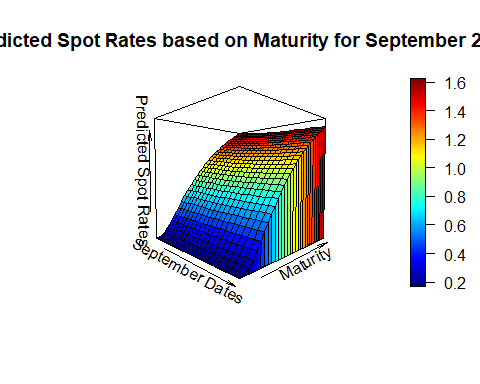 dicted Spot Rates based on Maturity for September 2
Predicted Spot Rates
September Dates
Maturity
1.6
1.4
1.2
1.0
0.8
0.6
0.4
0.2